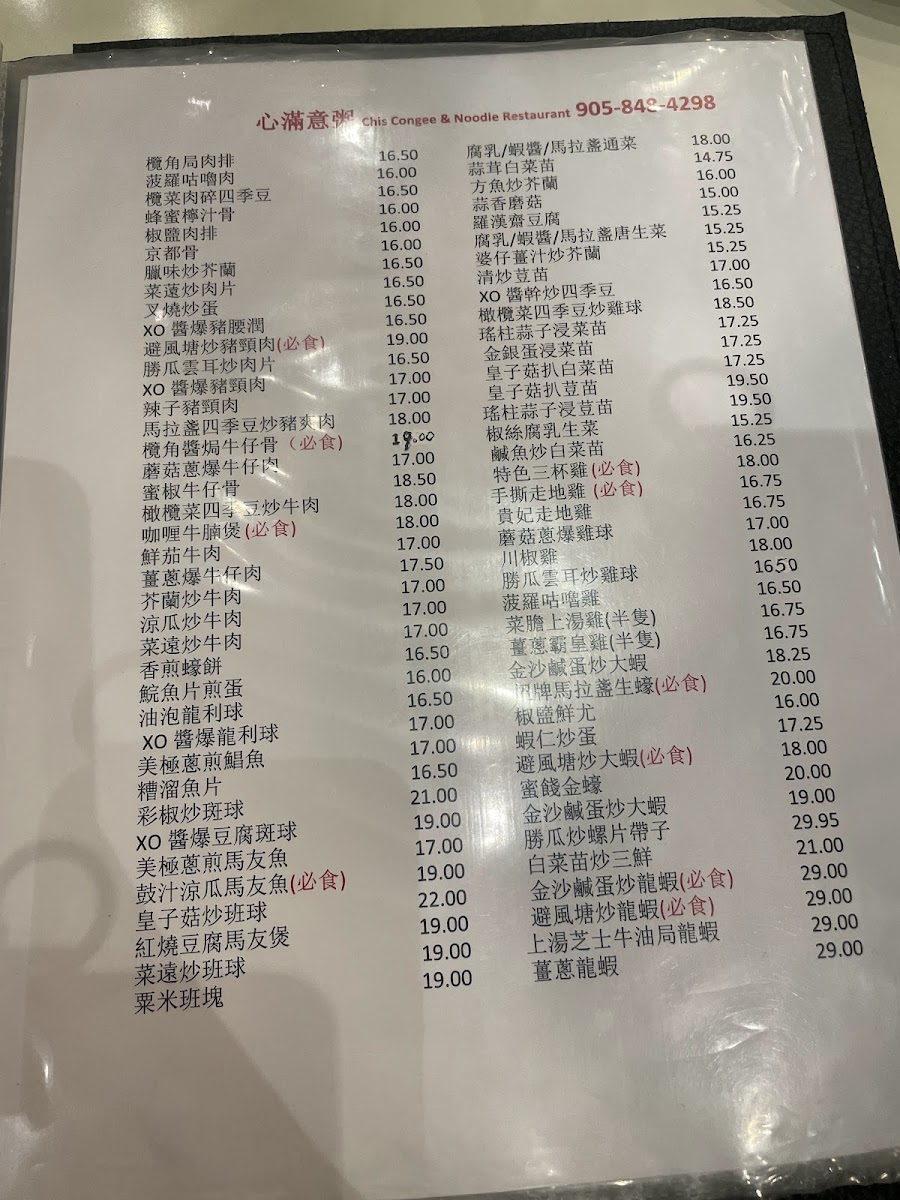 心滿意粥 Chis Congee & Noodle Restaurant 905-848-4298
欖角局肉排 16.50
菠羅咕嚕肉 16.00
欖菜肉碎四季豆 16.50
蜂蜜檸汁骨 16.00
椒鹽肉排 16.00
京都骨 16.00
臘味炒芥蘭 16.50
菜薳炒肉片 16.50
叉燒炒蛋 16.50
XO 醬爆豬腰潤 16.50
避風塘炒豬頸肉(必食) 19.00
勝瓜雲耳炒肉片 16.50
XO 醬爆豬頸肉 17.00
辣子豬頸肉 17.00
馬拉盞四季豆炒豬爽肉 18.00
欖角醬焗牛仔骨（必食) 19.00
蘑菇蔥爆牛仔肉 17.00
蜜椒牛仔骨 18.50
橄欖菜四季豆炒牛肉 18.00
咖喱牛腩煲(必食) 18.00
鮮茄牛肉 17.00
薑蔥爆牛仔肉 17.50
芥蘭炒牛肉 17.00
涼瓜炒牛肉 17.00
菜遠炒牛肉 17.00
香煎蠔餅 16.50
鯇魚片煎蛋 16.00
油泡龍利球 16.50
XO 醬爆龍利球 17.00
美極蔥煎鯧魚 17.00
糟溜魚片 16.50
彩椒炒斑球 21.00
XO 醬爆豆腐斑球 19.00
美極蔥煎馬友魚 17.00
鼓汁涼瓜馬友魚(必食) 19.00
皇子菇炒班球 22.00
紅燒豆腐馬友煲 19.00
菜遠炒班球 19.00
粟米班塊 19.00
腐乳/蝦醬/馬拉盞通菜 18.00
蒜茸白菜苗 14.75
方魚炒芥蘭 16.00
蒜香磨菇 15.00
羅漢齋豆腐 15.25
腐乳/蝦醬/馬拉盞唐生菜 15.25
婆仔薑汁炒芥蘭 15.25
清炒荳苗 17.00
XO 醬幹炒四季豆 16.50
橄欖菜四季豆炒雞球 18.50
瑤柱蒜子浸菜苗 17.25
金銀蛋浸菜苗 17.25
皇子菇扒白菜苗 17.25
皇子菇扒荳苗 19.50
瑤柱蒜子浸荳苗 19.50
椒絲腐乳生菜 15.25
鹹魚炒白菜苗 16.25
特色三杯雞(必食) 18.00
手撕走地雞 (必食) 16.75
貴妃走地雞 16.75
蘑菇蔥爆雞球 17.00
川椒雞 18.00
勝瓜雲耳炒雞球 16.50
菠羅咕嚕雞 16.50
菜膽上湯雞(半隻) 16.75
薑蔥霸皇雞(半隻) 16.75
金沙鹹蛋炒大蝦 18.25
招牌馬拉盞生蠔(必食) 20.00
椒鹽鮮尤 16.00
蝦仁炒蛋 17.25
避風塘炒大蝦(必食) 18.00
蜜餞金蠔 20.00
金沙鹹蛋炒大蝦 19.00
勝瓜炒螺片帶子 29.95
白菜苗炒三鮮 21.00
金沙鹹蛋炒龍蝦(必食) 29.00
避風塘炒龍蝦(必食) 29.00
上湯芝士牛油局龍蝦 29.00
薑蔥龍蝦 29.00